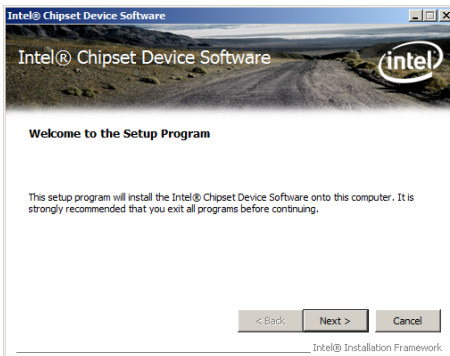 Intel® Chipset Device Software
Intel® Chipset Device Software
intel
Welcome to the Setup Program
This setup program will install the Intel® Chipset Device Software onto this computer. It is
strongly recommended that you exit all programs before continuing.
< Back
Next >
Cancel
Intel® Installation Framework